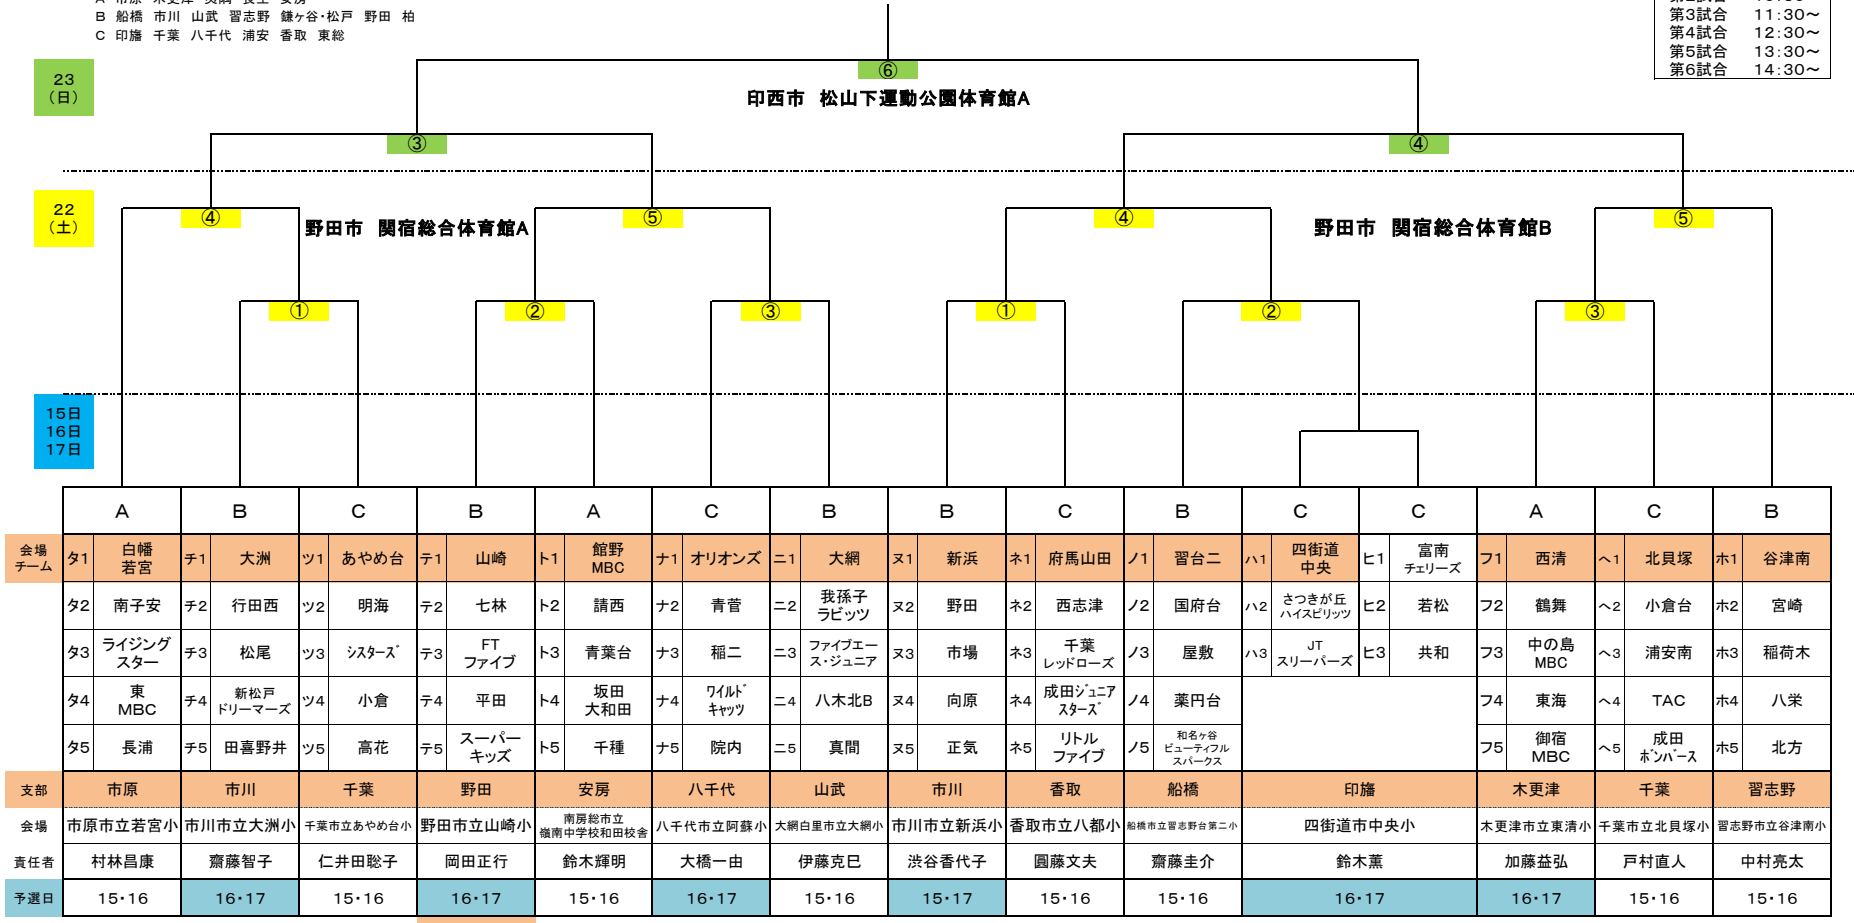 A 市原 木更津 夷隅 長生 安房
B 船橋 市川 山武 習志野 鎌ヶ谷・松戸 野田 柏
C 印旛 千葉 八千代 浦安 香取 東総
第3試合 11:30~
第4試合 12:30~
第5試合 13:30~
第6試合 14:30~
23
(日)
⑥
印西市 松山下運動公園体育館A
③ ④
22
(土)
④ ⑤ ④ ⑤
野田市 関宿総合体育館A 野田市 関宿総合体育館B
① ② ③ ① ② ③
15日
16日
17日
A B C B A C B B C B C C A C B
会場チーム タ1 白幡若宮 チ1 大洲 ツ1 あやめ台 テ1 山崎 ト1 館野MBC ナ1 オリオンズ ニ1 大網 ヌ1 新浜 ネ1 府馬山田 ノ1 習台二 ハ1 四街道中央 ヒ1 富南チェリーズ フ1 西清 ヘ1 北貝塚 ホ1 谷津南
タ2 南子安 チ2 行田西 ツ2 明海 テ2 七林 ト2 請西 ナ2 青菅 ニ2 我孫子ラビッツ ヌ2 野田 ネ2 西志津 ノ2 国府台 ハ2 さつきが丘ハイスピリッツ ヒ2 若松 フ2 鶴舞 ヘ2 小倉台 ホ2 宮崎
タ3 ライジングスター チ3 松尾 ツ3 シスターズ テ3 FTファイブ ト3 青葉台 ナ3 稲二 ニ3 ファイブエース・ジュニア ヌ3 市場 ネ3 千葉レッドローズ ノ3 屋敷 ハ3 JTスリーパーズ ヒ3 共和 フ3 中の島MBC ヘ3 浦安南 ホ3 稲荷木
タ4 東MBC チ4 新松戸ドリーマーズ ツ4 小倉 テ4 平田 ト4 坂田大和田 ナ4 ワイルドキャッツ ニ4 八木北B ヌ4 向原 ネ4 成田ジュニアスターズ ノ4 薬円台 フ4 東海 ヘ4 TAC ホ4 八栄
タ5 長浦 チ5 田喜野井 ツ5 高花 テ5 スーパーキッズ ト5 千種 ナ5 院内 ニ5 真間 ヌ5 正気 ネ5 リトルファイブ ノ5 和名ヶ谷ビューティフルスパークス フ5 御宿MBC ヘ5 成田ボンバース ホ5 北方
支部 市原 市川 千葉 野田 安房 八千代 山武 市川 香取 船橋 印旛 木更津 千葉 習志野
会場 市原市立若宮小 市川市立大洲小 千葉市立あやめ台小 野田市立山崎小 南房総市立嶺南中学校和田校舎 八千代市立阿蘇小 大網白里市立大網小 市川市立新浜小 香取市立八都小 船橋市立習志野台第二小 四街道市中央小 木更津市立東清小 千葉市立北貝塚小 習志野市立谷津南小
責任者 村林昌康 齋藤智子 仁井田聡子 岡田正行 鈴木輝明 大橋一由 伊藤克巳 渋谷香代子 圓藤文夫 齋藤圭介 鈴木薫 加藤益弘 戸村直人 中村亮太
予選日 15・16 16・17 15・16 16・17 15・16 16・17 15・16 15・17 15・16 15・16 16・17 16・17 15・16 15・16